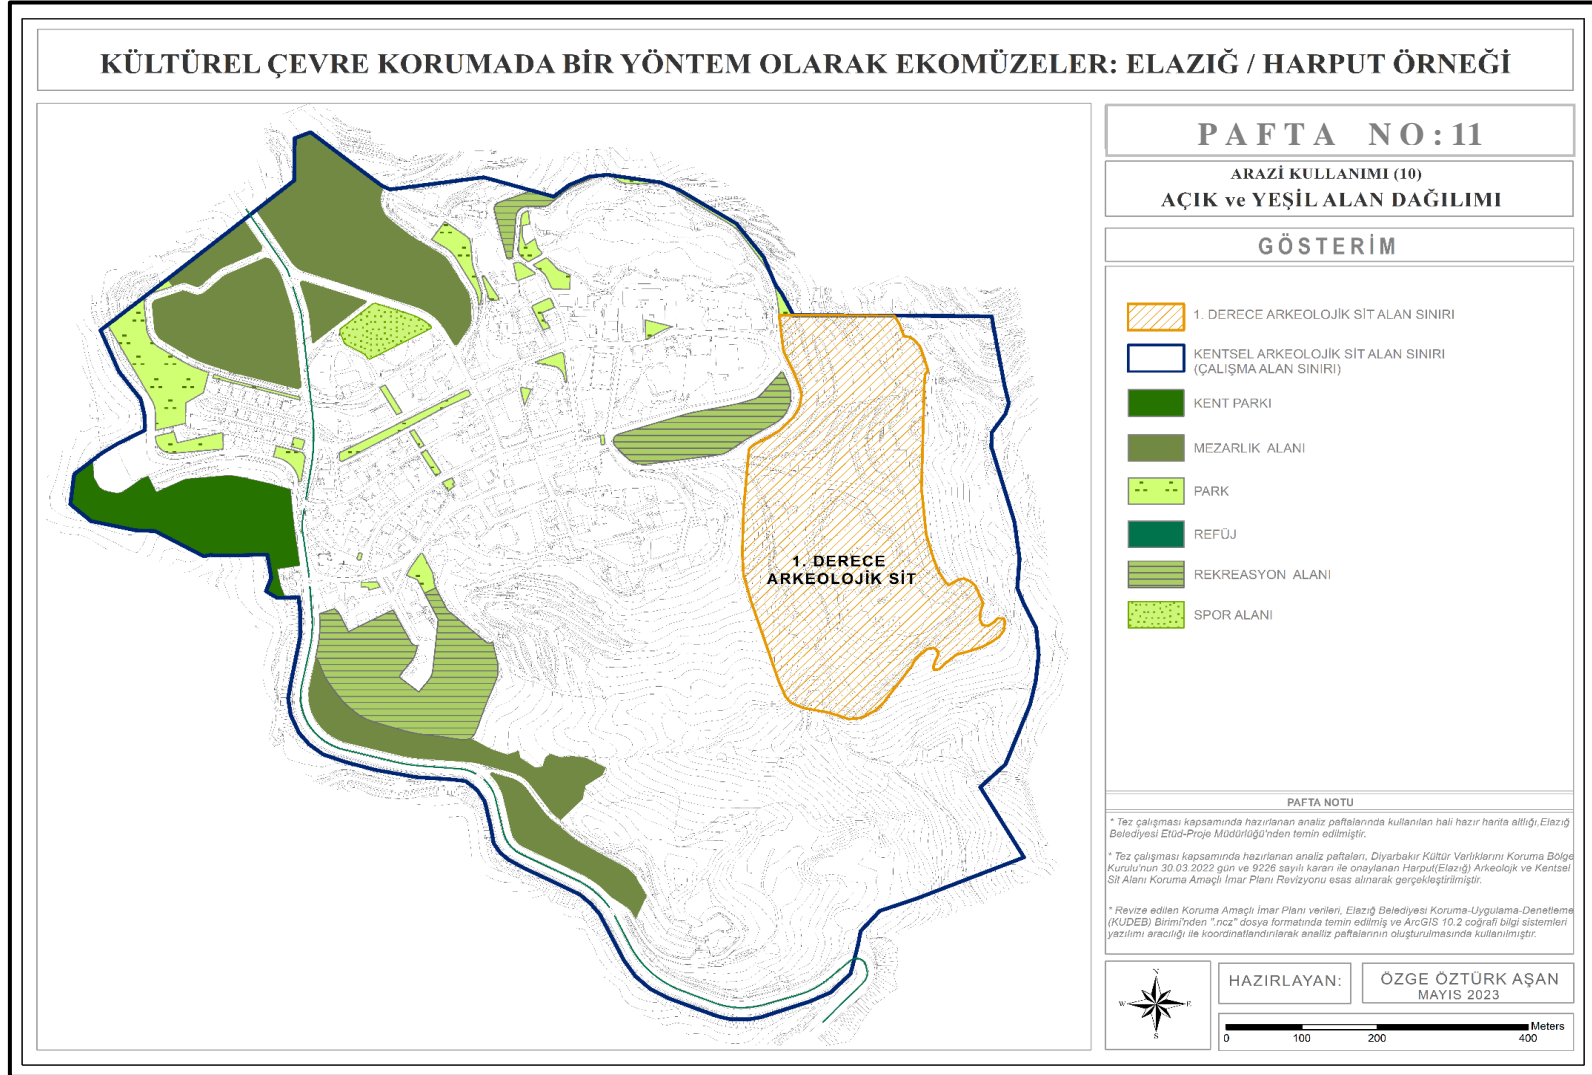 KÜLTÜREL ÇEVRE KORUMADA BİR YÖNTEM OLARAK EKOMÜZELER: ELAZIĞ / HARPUT ÖRNEĞİ
PAFTA NO: 11
ARAZİ KULLANIMI (10)
AÇIK ve YEŞİL ALAN DAĞILIMI
GÖSTERİM
1. DERECE ARKEOLOJİK SİT ALAN SINIRI
KENTSEL ARKEOLOJİK SİT ALAN SINIRI
(ÇALIŞMA ALAN SINIRI)
KENT PARKI
MEZARLIK ALANI
PARK
REFÜJ
REKREASYON ALANI
SPOR ALANI
1. DERECE
ARKEOLOJİK SİT
PAFTA NOTU
* Tez çalışması kapsamında hazırlanan analiz paftalarında kullanılan hali hazır harita altlığı,Elazığ
Belediyesi Etüd-Proje Müdürlüğü'nden temin edilmiştir.
* Tez çalışması kapsamında hazırlanan analiz paftaları, Diyarbakır Kültür Varlıklarını Koruma Bölge
Kurulu'nun 30.03.2022 gün ve 9226 sayılı kararı ile onaylanan Harput(Elazığ) Arkeolojk ve Kentsel
Sit Alanı Koruma Amaçlı İmar Planı Revizyonu esas alınarak gerçekleştirilmiştir.
* Revize edilen Koruma Amaçlı İmar Planı verileri, Elazığ Belediyesi Koruma-Uygulama-Denetleme
(KUDEB) Birimi'nden ".ncz" dosya formatında temin edilmiş ve ArcGIS 10.2 coğrafi bilgi sistemleri
yazılımı aracılığı ile koordinatlandırılarak analiz paftalarının oluşturulmasında kullanılmıştır.
N
W E
S
HAZIRLAYAN:
ÖZGE ÖZTÜRK AŞAN
MAYIS 2023
Meters
0 100 200 400